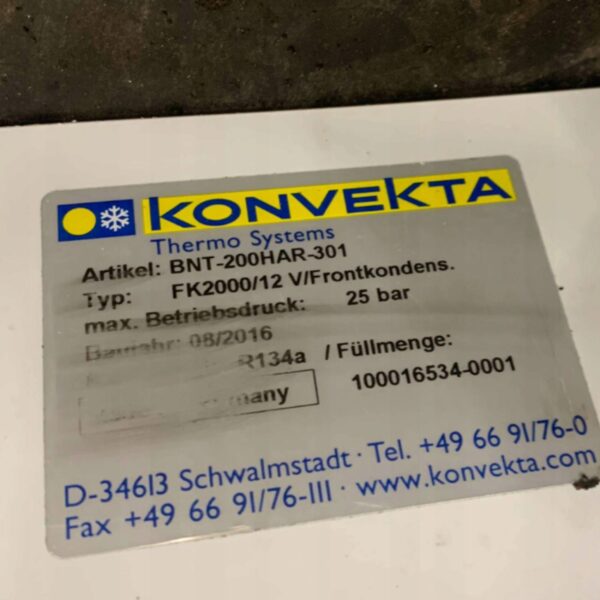 KONVEKTA
Thermo Systems
Artikel: BNT-200HAR-301
Typ: FK2000/12 V/Frontkondens.
max. Betriebsdruck: 25 bar
Baujahr: 08/2016
R134a / Füllmenge:
100016534-0001
D-34613 Schwalmstadt · Tel. +49 66 91/76-0
Fax +49 66 91/76-111 · www.konvekta.com